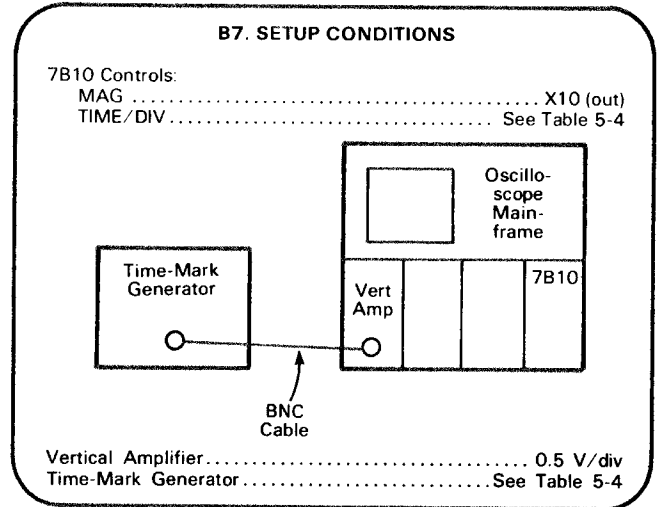 B7. SETUP CONDITIONS
7B10 Controls:
MAG ........................................ X10 (out)
TIME/DIV.................................. See Table 5-4
Oscillo-
scope
Main-
frame
Time-Mark
Generator
Vert
Amp
7B10
BNC
Cable
Vertical Amplifier.................................. 0.5 V/div
Time-Mark Generator..........................See Table 5-4